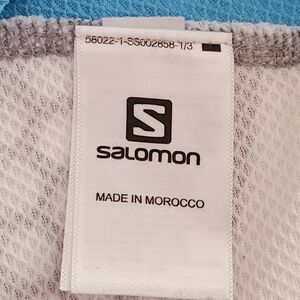 58022-1-SS002858-1/3
S
salomon
MADE IN MOROCCO